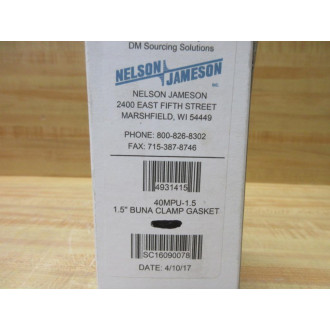 DM Sourcing Solutions
NELSON JAMESON
INC.
NELSON JAMESON
2400 EAST FIFTH STREET
MARSHFIELD, WI 54449
PHONE: 800-826-8302
FAX: 715-387-8746
4931415
40MPU-1.5
1.5" BUNA CLAMP GASKET
SC16090078
DATE: 4/10/17